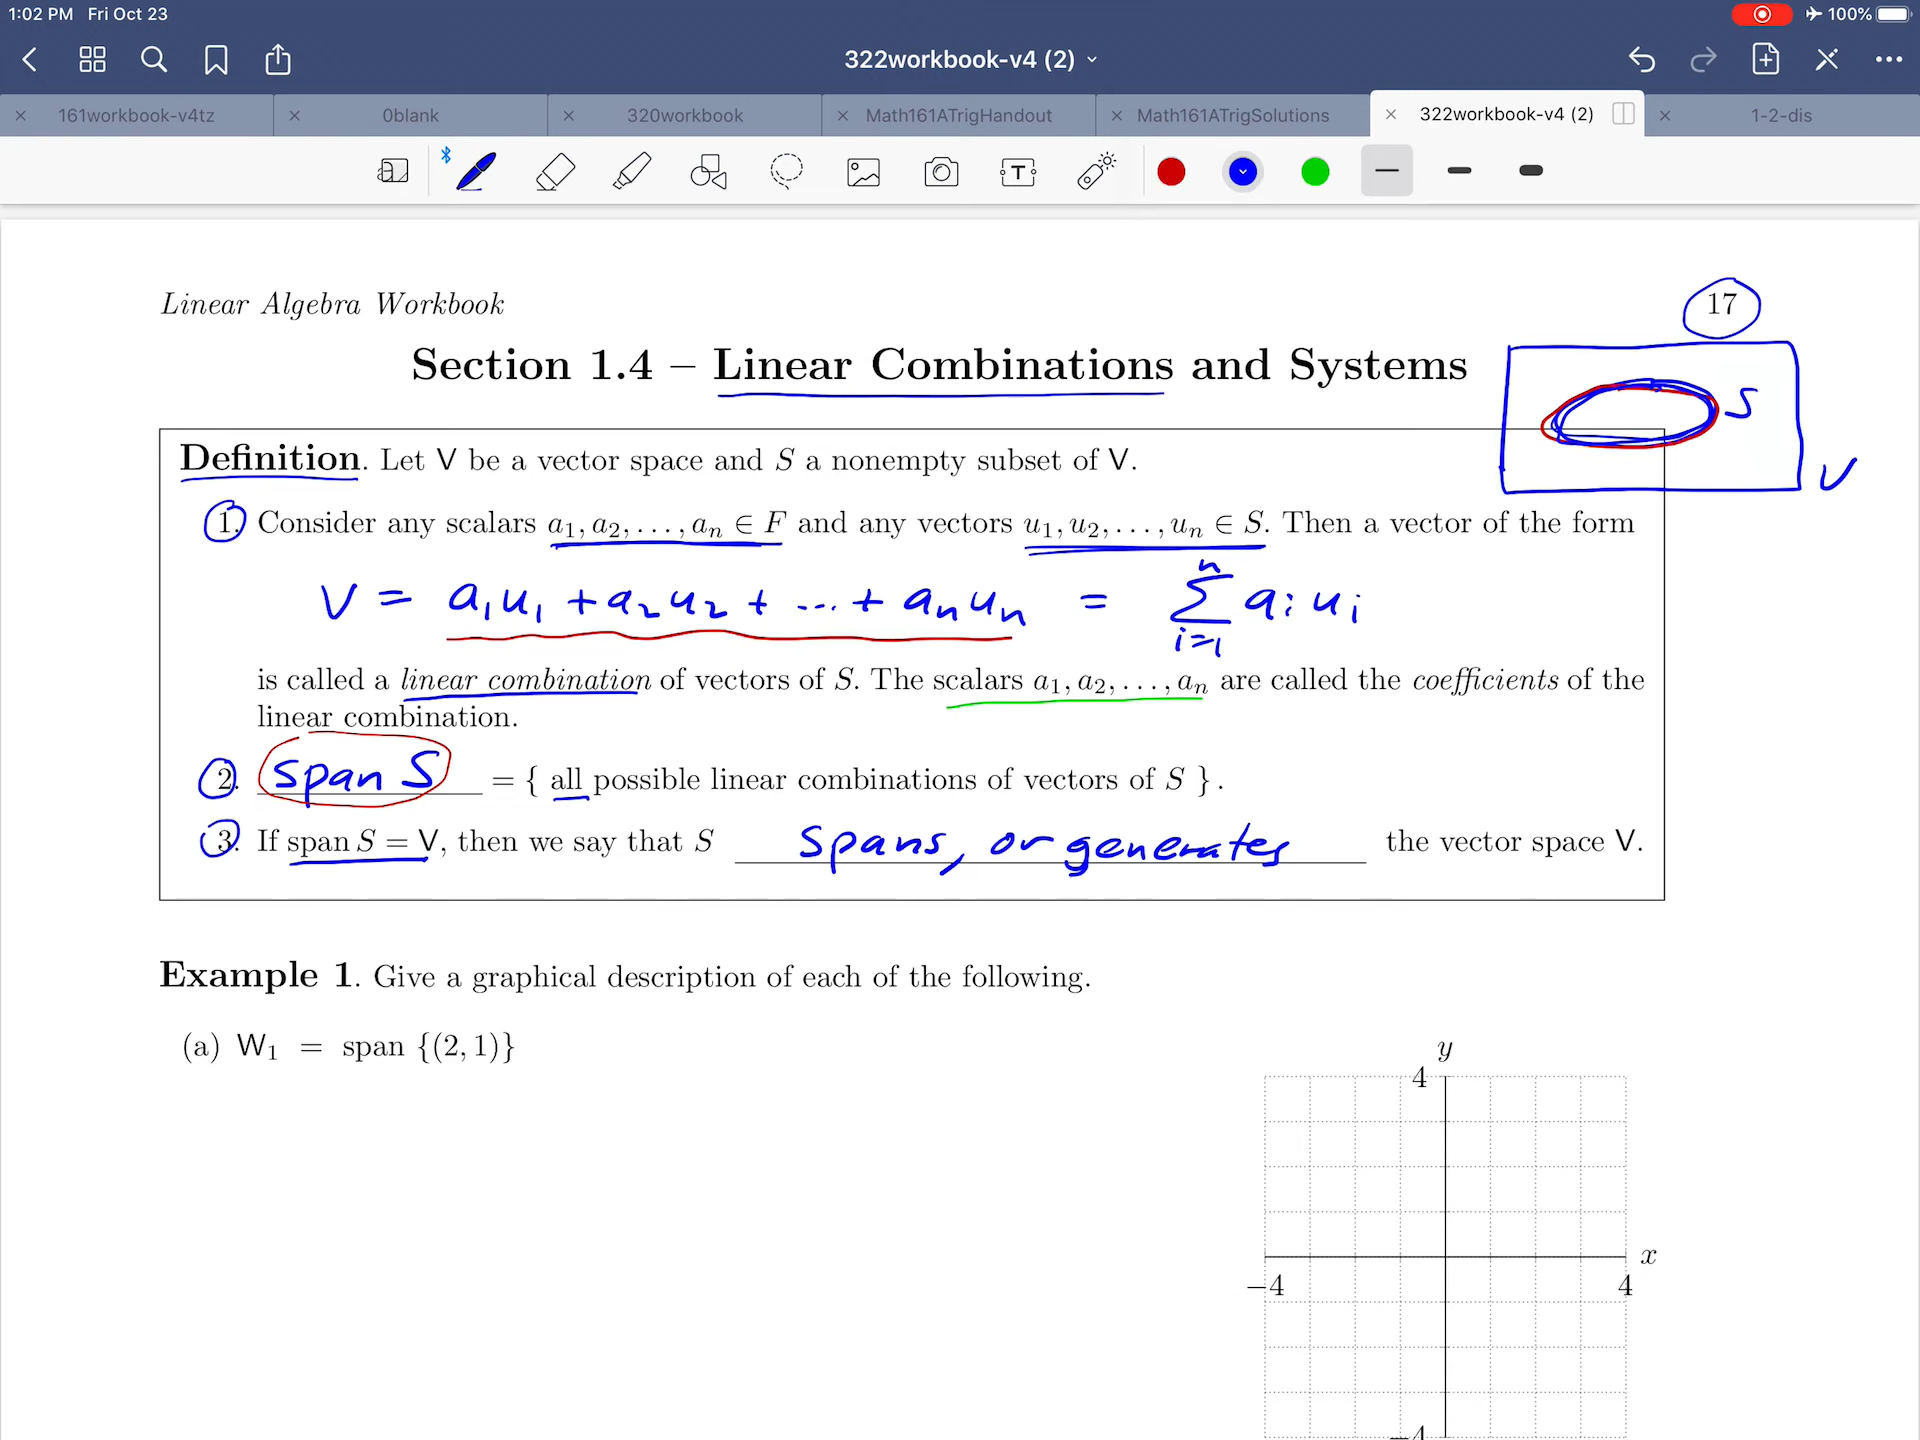 1:02 PM Fri Oct 23
100%
322workbook-v4 (2)
161workbook-v4tz
0blank
320workbook
Math161ATrigHandout
Math161ATrigSolutions
322workbook-v4 (2)
1-2-dis
T
Linear Algebra Workbook
17
Section 1.4 – Linear Combinations and Systems
S
V
Definition. Let V be a vector space and S a nonempty subset of V.
1. Consider any scalars a₁, a₂, . . . , aₙ ∈ F and any vectors u₁, u₂, . . . , uₙ ∈ S. Then a vector of the form
V = a₁u₁ + a₂u₂ + ... + aₙuₙ = ∑ᵢ₌₁ⁿ aᵢuᵢ
is called a linear combination of vectors of S. The scalars a₁, a₂, . . . , aₙ are called the coefficients of the
linear combination.
2. span S = { all possible linear combinations of vectors of S }.
3. If span S = V, then we say that S spans, or generates the vector space V.
Example 1. Give a graphical description of each of the following.
(a) W₁ = span {(2, 1)}
y
4
x
−4 4
−4